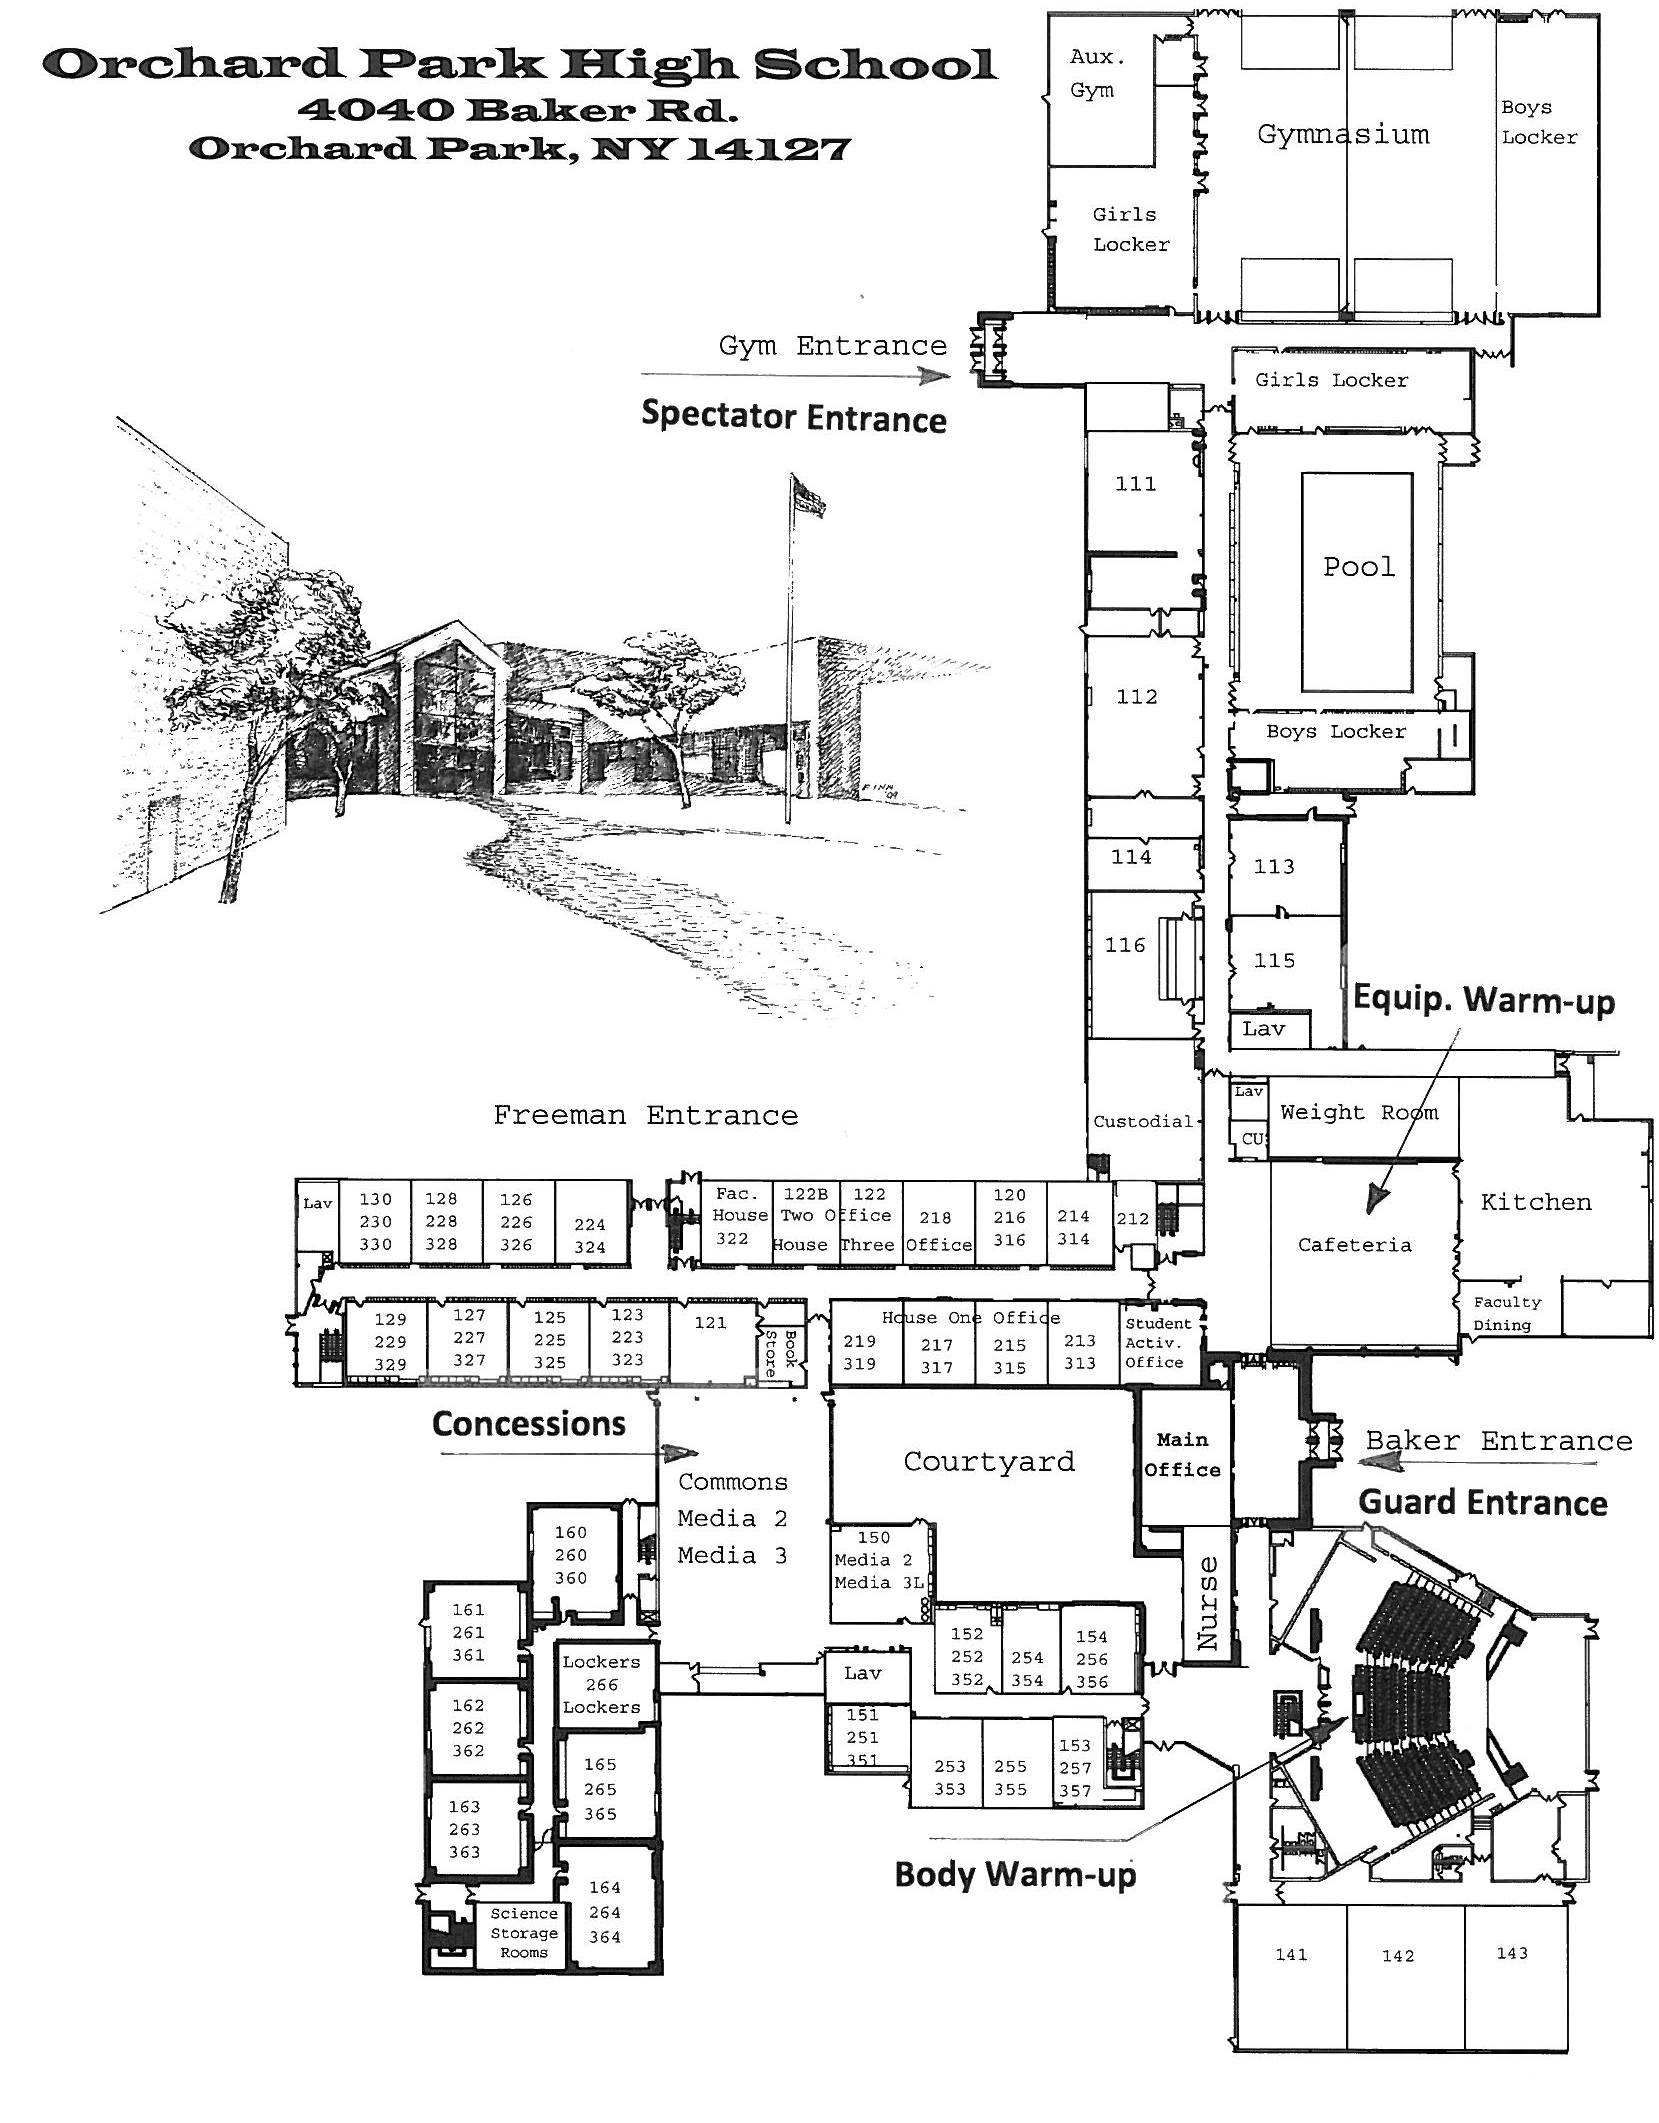 Orchard Park High School
4040 Baker Rd.
Orchard Park, NY 14127
Aux.
Gym
Gymnasium
Boys
Locker
Girls
Locker
Gym Entrance
Spectator Entrance
Girls Locker
111
Pool
112
Boys Locker
114
113
116
115
Lav
Equip. Warm-up
Lav
Weight Room
CU
Custodial
Freeman Entrance
Kitchen
Cafeteria
Faculty
Dining
Lav
130
230
330
128
228
328
126
226
326
224
324
Fac.
House
322
122B
Two Office
122
House Three Office
218
120
216
316
214
314
212
129
229
329
127
227
327
125
225
325
123
223
323
121
Book
Store
House One Office
219
319
217
317
215
315
213
313
Student
Activ.
Office
Concessions
Commons
Media 2
Media 3
Courtyard
Main
Office
Baker Entrance
Guard Entrance
150
Media 2
Media 3L
Nurse
160
260
360
161
261
361
162
262
362
163
263
363
Lockers
266
Lockers
165
265
365
164
264
364
Science
Storage
Rooms
Lav
152
252
352
254
354
154
256
356
151
251
351
253
353
255
355
153
257
357
Body Warm-up
141
142
143
FINN